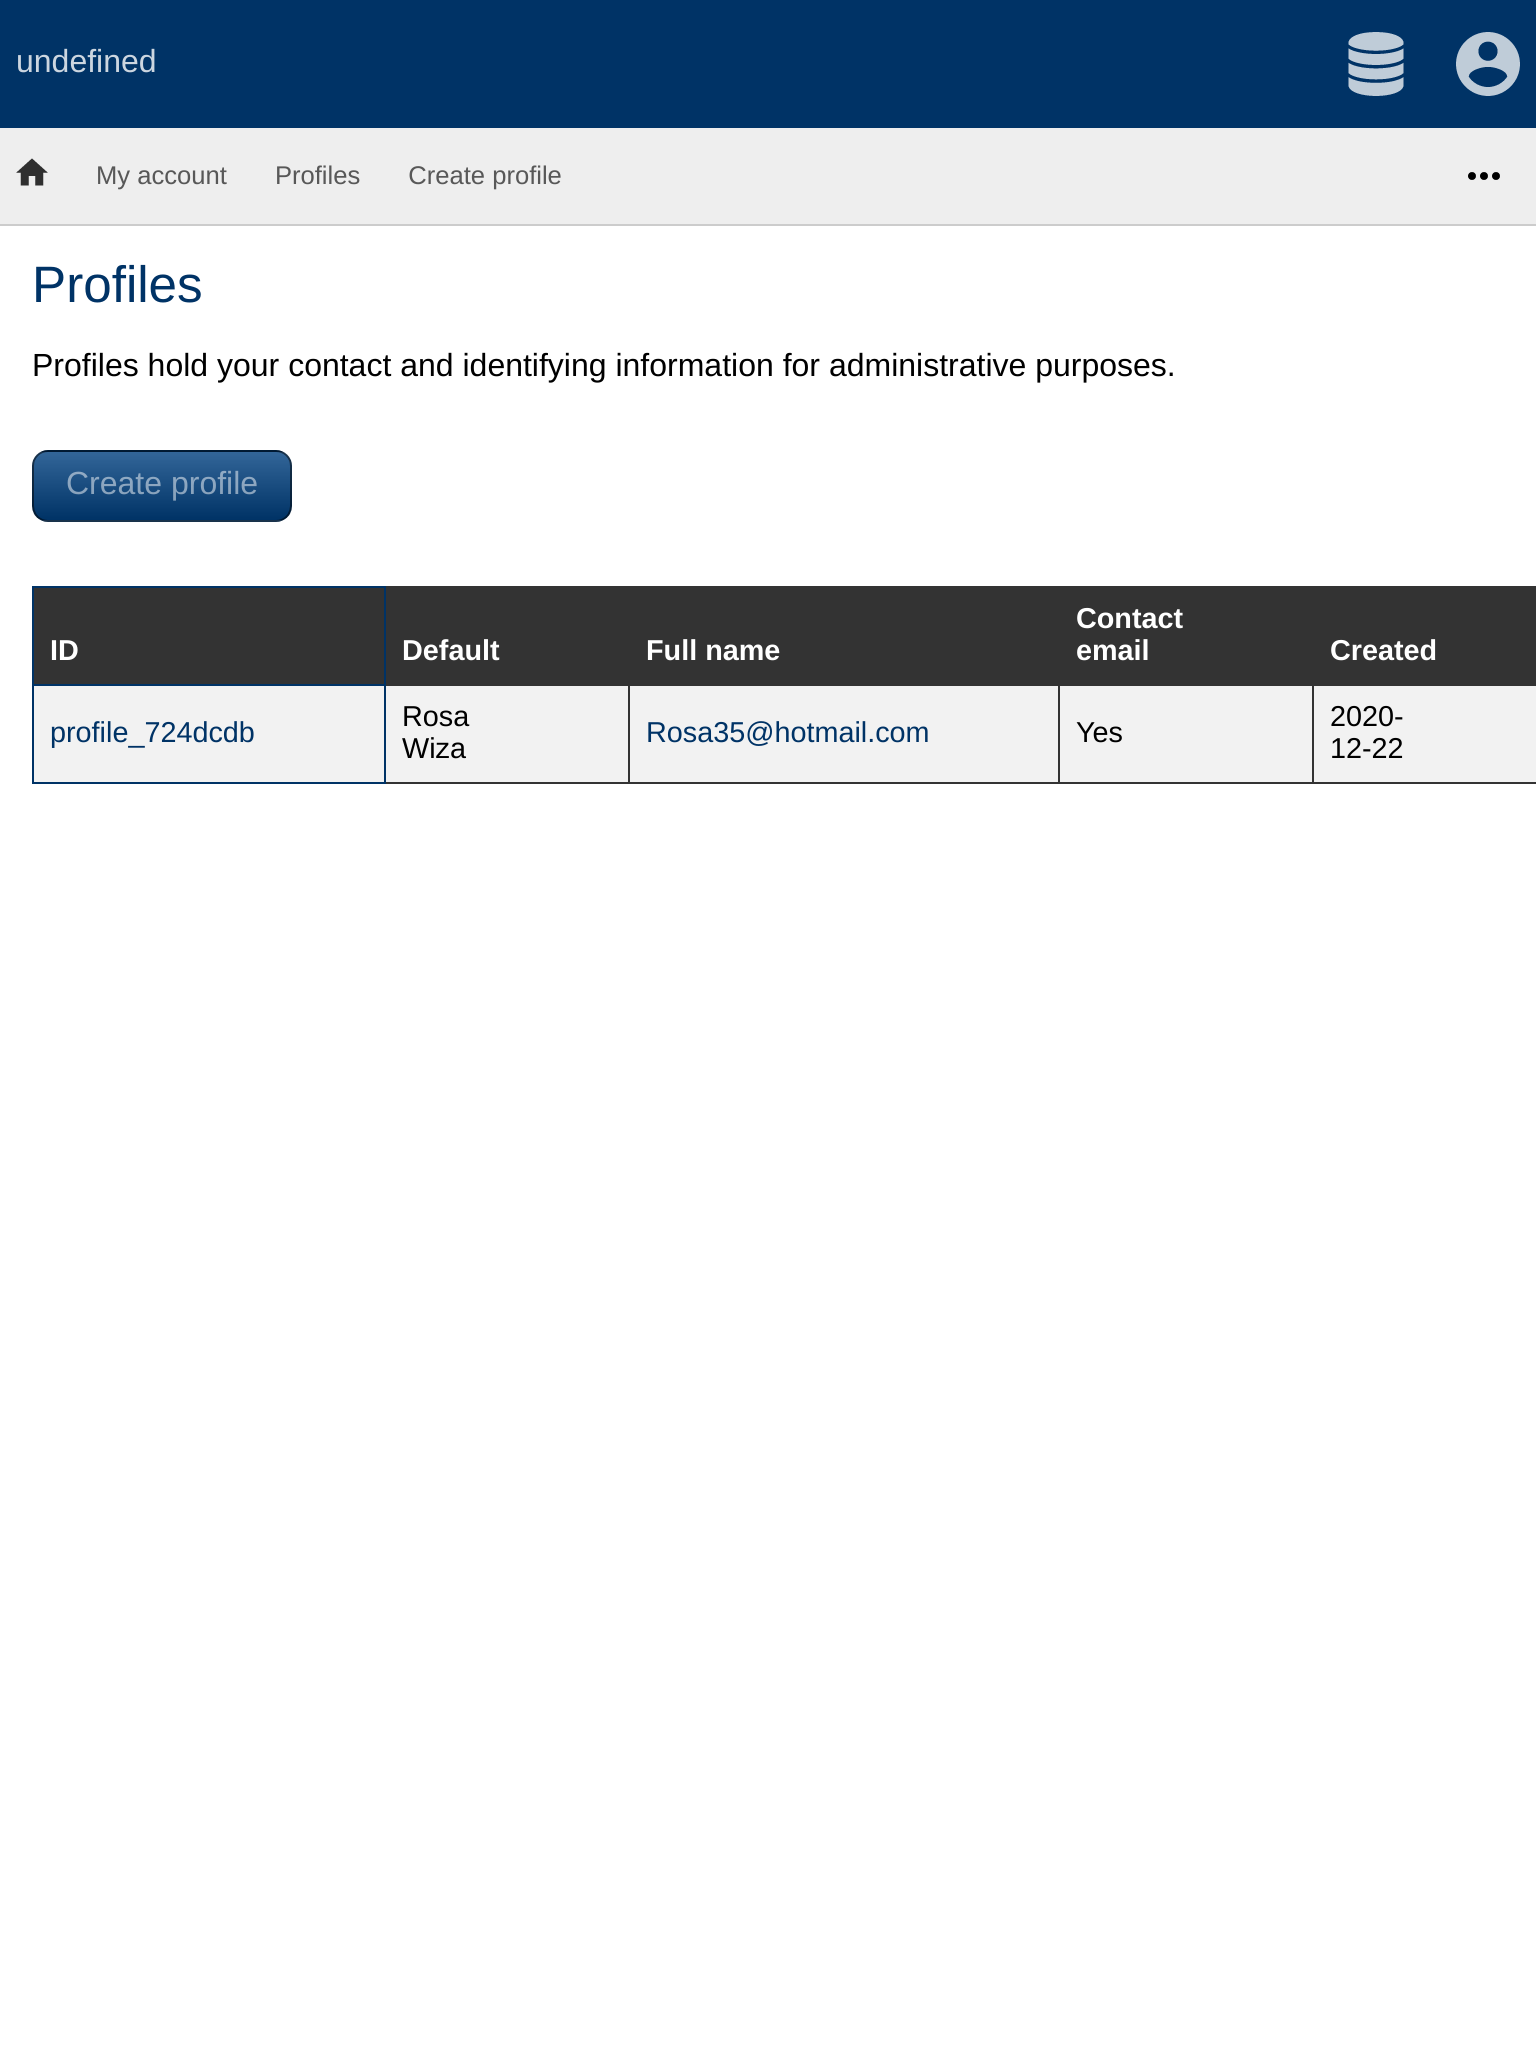 undefined
My account Profiles Create profile
Profiles
Profiles hold your contact and identifying information for administrative purposes.
Create profile
ID Default Full name Contact email Created
profile_724dcdb Rosa Wiza Rosa35@hotmail.com Yes 2020-12-22